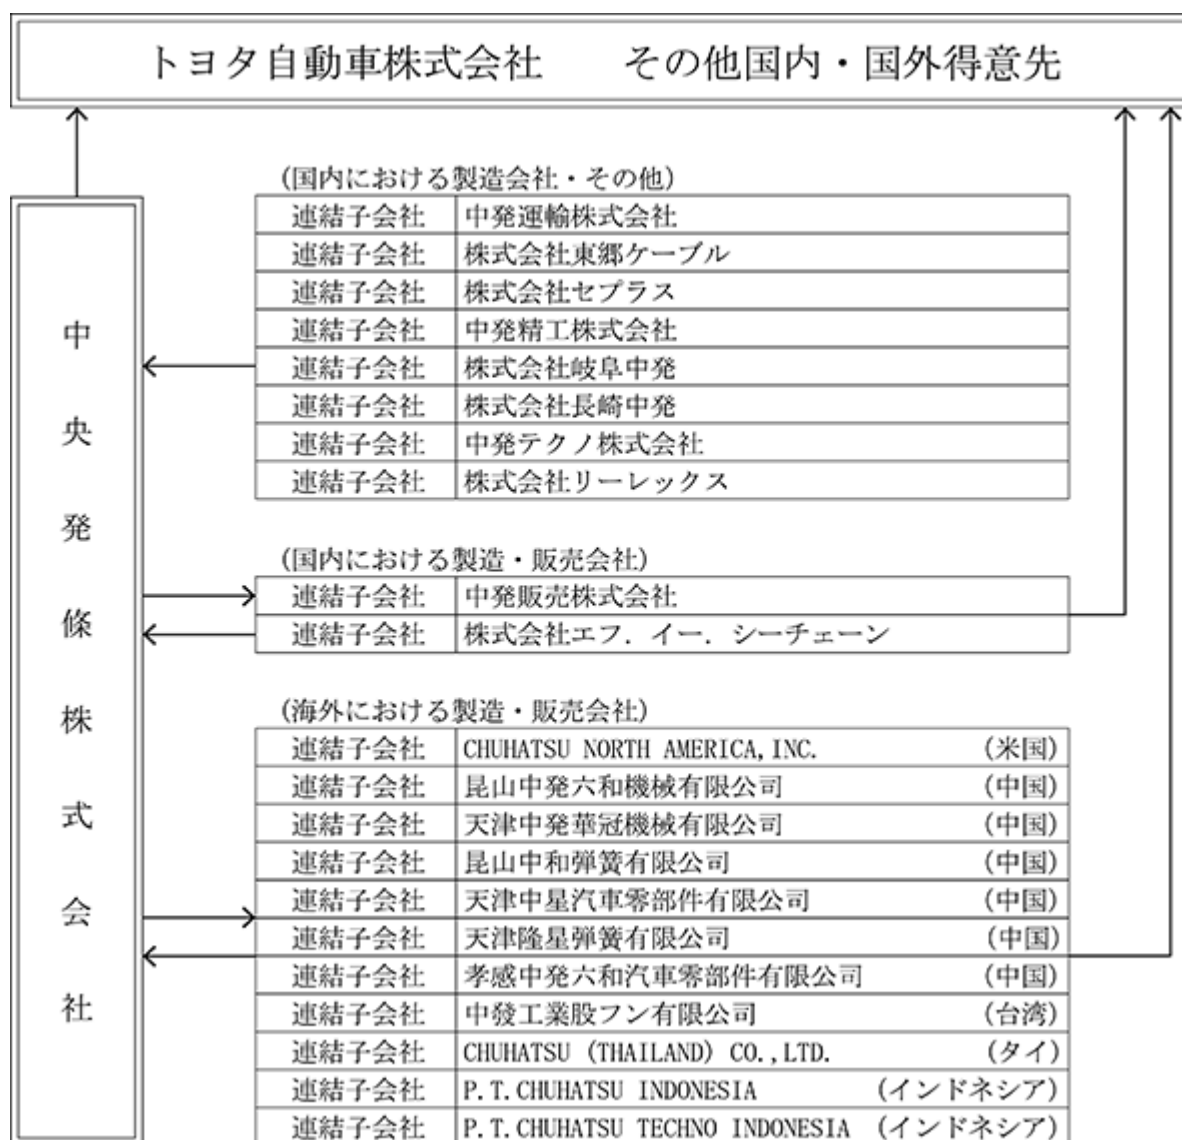 トヨタ自動車株式会社　　その他国内・国外得意先
中央発條株式会社
(国内における製造会社・その他)
連結子会社 中発運輸株式会社
連結子会社 株式会社東郷ケーブル
連結子会社 株式会社セプラス
連結子会社 中発精工株式会社
連結子会社 株式会社岐阜中発
連結子会社 株式会社長崎中発
連結子会社 中発テクノ株式会社
連結子会社 株式会社リーレックス
(国内における製造・販売会社)
連結子会社 中発販売株式会社
連結子会社 株式会社エフ．イー．シーチェーン
(海外における製造・販売会社)
連結子会社 CHUHATSU NORTH AMERICA,INC. (米国)
連結子会社 昆山中発六和機械有限公司 (中国)
連結子会社 天津中発華冠機械有限公司 (中国)
連結子会社 昆山中和弾簧有限公司 (中国)
連結子会社 天津中星汽車零部件有限公司 (中国)
連結子会社 天津隆星弾簧有限公司 (中国)
連結子会社 孝感中発六和汽車零部件有限公司 (中国)
連結子会社 中發工業股フン有限公司 (台湾)
連結子会社 CHUHATSU (THAILAND) CO.,LTD. (タイ)
連結子会社 P.T.CHUHATSU INDONESIA (インドネシア)
連結子会社 P.T.CHUHATSU TECHNO INDONESIA (インドネシア)